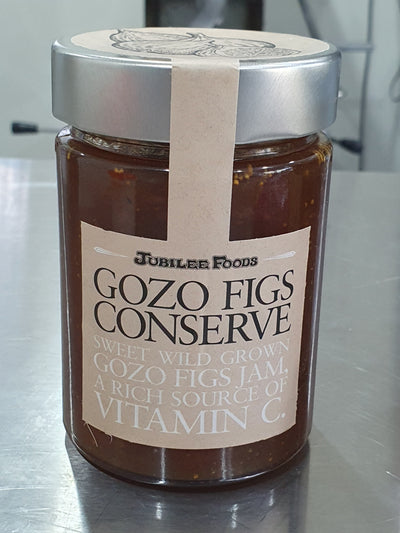 JUBILEE FOODS
GOZO FIGS
CONSERVE
SWEET WILD GROWN
GOZO FIGS JAM,
A RICH SOURCE OF
VITAMIN C.